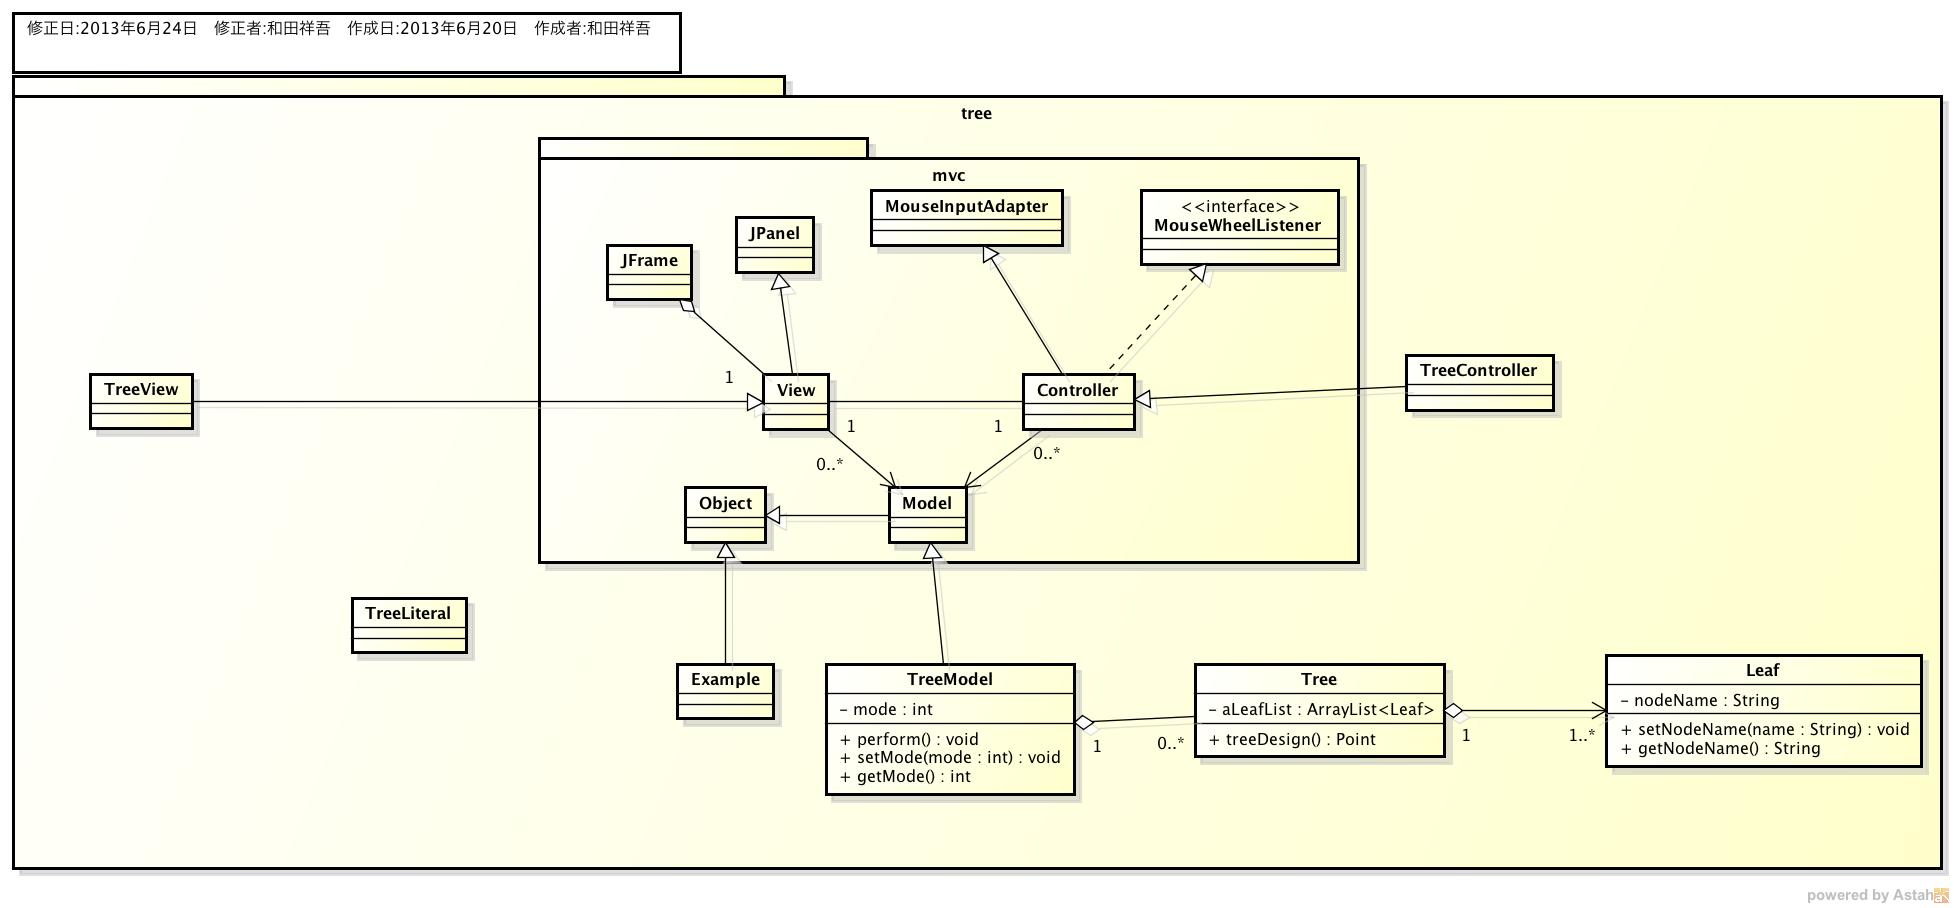 修正日:2013年6月24日　修正者:和田祥吾　作成日:2013年6月20日　作成者:和田祥吾
tree
mvc
MouseInputAdapter
<<interface>>
MouseWheelListener
JPanel
JFrame
TreeView
1
View
Controller
TreeController
1
1
0..*
0..*
Object
Model
TreeLiteral
Example
TreeModel
– mode : int
+ perform() : void
+ setMode(mode : int) : void
+ getMode() : int
1
0..*
Tree
– aLeafList : ArrayList<Leaf>
+ treeDesign() : Point
1
1..*
Leaf
– nodeName : String
+ setNodeName(name : String) : void
+ getNodeName() : String
powered by Astah